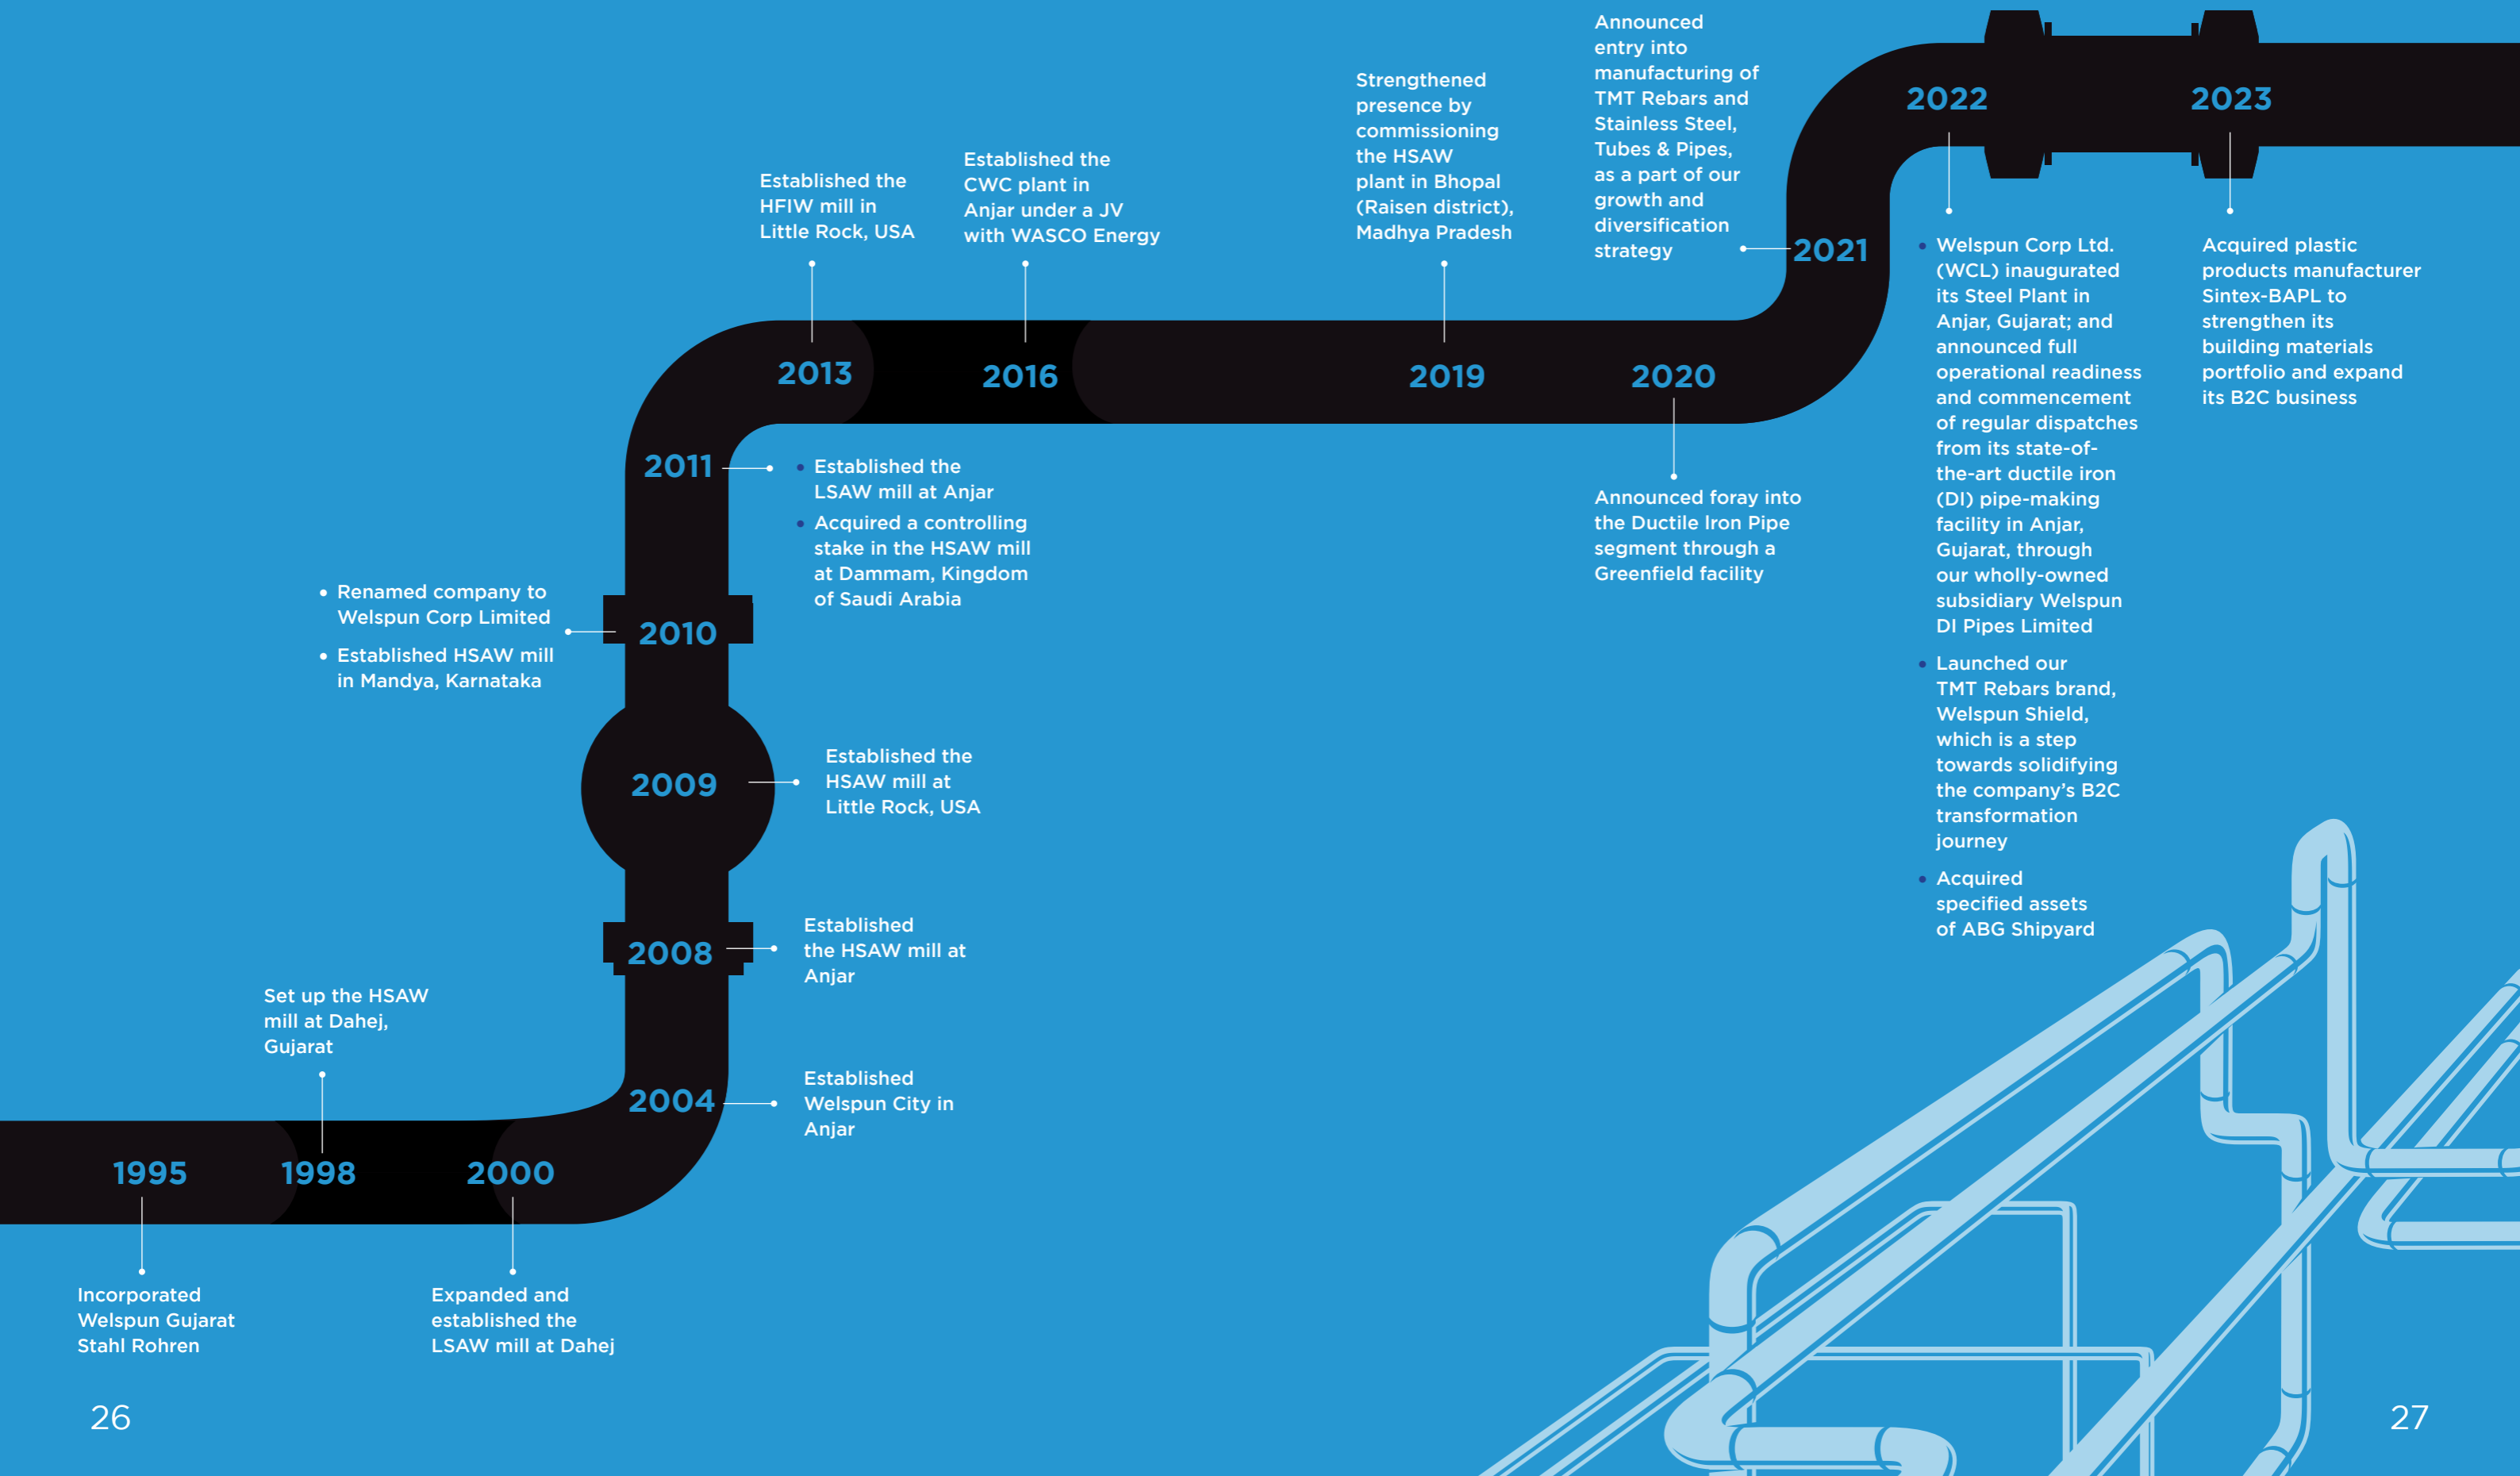 1995
Incorporated
Welspun Gujarat
Stahl Rohren
1998
Set up the HSAW
mill at Dahej,
Gujarat
2000
Expanded and
established the
LSAW mill at Dahej
2004
Established
Welspun City in
Anjar
2008
Established
the HSAW mill at
Anjar
2009
Established the
HSAW mill at
Little Rock, USA
2010
• Renamed company to
Welspun Corp Limited
• Established HSAW mill
in Mandya, Karnataka
2011
• Established the
LSAW mill at Anjar
• Acquired a controlling
stake in the HSAW mill
at Dammam, Kingdom
of Saudi Arabia
2013
Established the
HFIW mill in
Little Rock, USA
2016
Established the
CWC plant in
Anjar under a JV
with WASCO Energy
2019
Strengthened
presence by
commissioning
the HSAW
plant in Bhopal
(Raisen district),
Madhya Pradesh
2020
Announced foray into
the Ductile Iron Pipe
segment through a
Greenfield facility
2021
Announced
entry into
manufacturing of
TMT Rebars and
Stainless Steel,
Tubes & Pipes,
as a part of our
growth and
diversification
strategy
2022
• Welspun Corp Ltd.
(WCL) inaugurated
its Steel Plant in
Anjar, Gujarat; and
announced full
operational readiness
and commencement
of regular dispatches
from its state-of-
the-art ductile iron
(DI) pipe-making
facility in Anjar,
Gujarat, through
our wholly-owned
subsidiary Welspun
DI Pipes Limited
• Launched our
TMT Rebars brand,
Welspun Shield,
which is a step
towards solidifying
the company’s B2C
transformation
journey
• Acquired
specified assets
of ABG Shipyard
2023
Acquired plastic
products manufacturer
Sintex-BAPL to
strengthen its
building materials
portfolio and expand
its B2C business
26
27